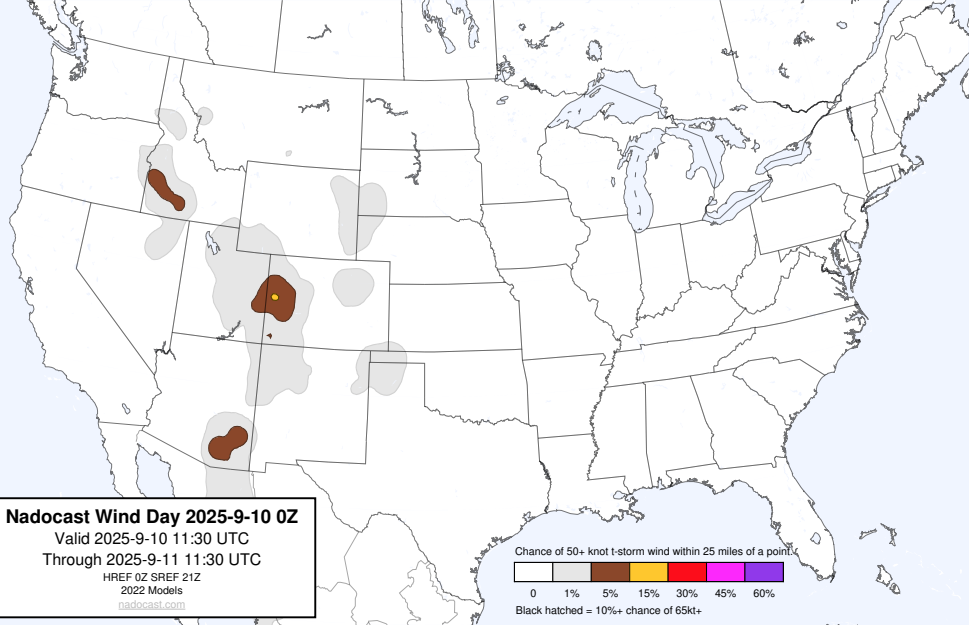 Nadocast Wind Day 2025-9-10 0Z
Valid 2025-9-10 11:30 UTC
Through 2025-9-11 11:30 UTC
HREF 0Z SREF 21Z
2022 Models
nadocast.com
Chance of 50+ knot t-storm wind within 25 miles of a point.
0 1% 5% 15% 30% 45% 60%
Black hatched = 10%+ chance of 65kt+